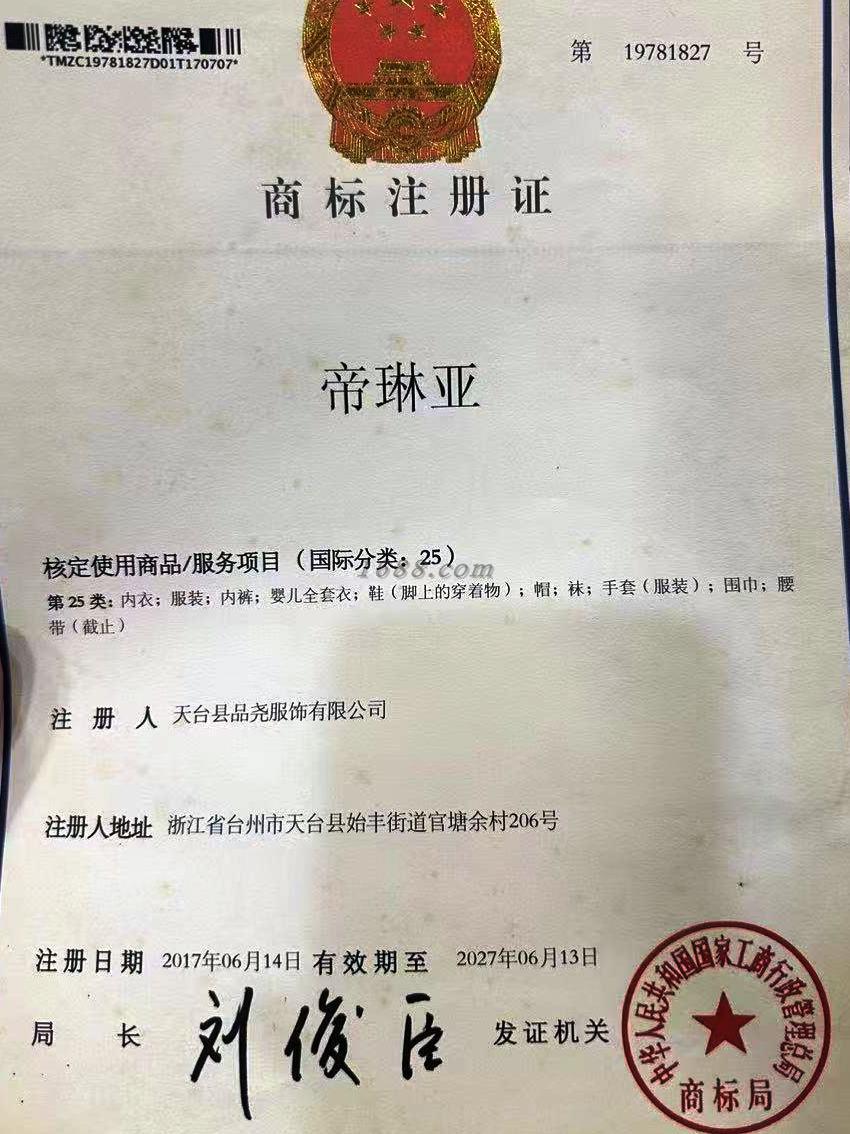 *TMZC19781827D01T170707*
第 19781827 号
商标注册证
帝琳亚
核定使用商品/服务项目（国际分类：25）
1688.com
第 25 类：内衣；服装；内裤；婴儿全套衣；鞋（脚上的穿着物）；帽；袜；手套（服装）；围巾；腰
带（截止）
注册人 天台县品尧服饰有限公司
注册人地址 浙江省台州市天台县始丰街道官塘余村206号
注册日期 2017年06月14日 有效期至 2027年06月13日
局长 刘俊臣 发证机关
中华人民共和国国家工商行政管理总局
商标局